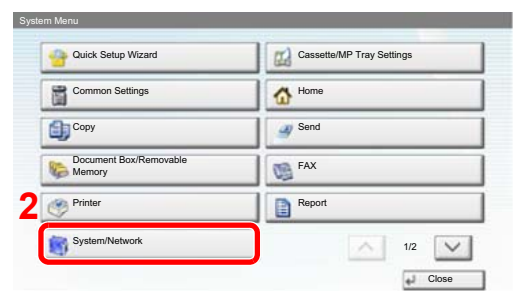 System Menu
Quick Setup Wizard
Cassette/MP Tray Settings
Common Settings
Home
Copy
Send
Document Box/Removable
Memory
FAX
2
Printer
Report
System/Network
1/2
Close